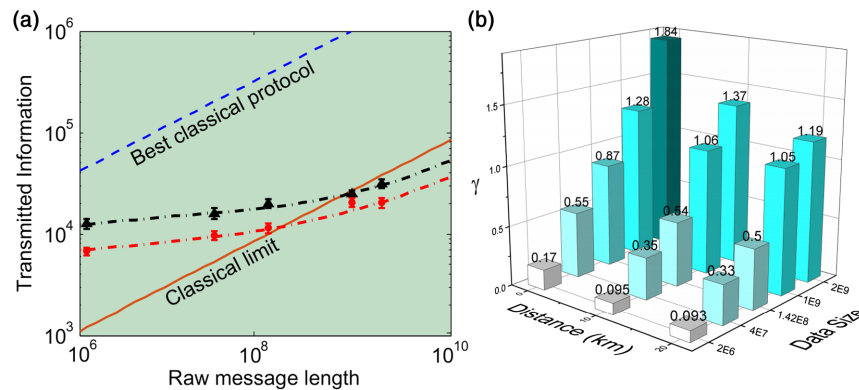 (a)
10^6
10^5
10^4
10^3
Transmitted Information
Best classical protocol
Classical limit
10^6
10^8
10^10
Raw message length
(b)
1.5
1.0
0.5
0.0
γ
1.84
1.28
1.37
0.87
1.06
1.19
0.55
0.54
1.05
0.17
0.35
0.5
0.095
0.33
0.093
0
10
20
Distance (km)
2E6
4E7
1.42E8
1E9
2E9
Data Size